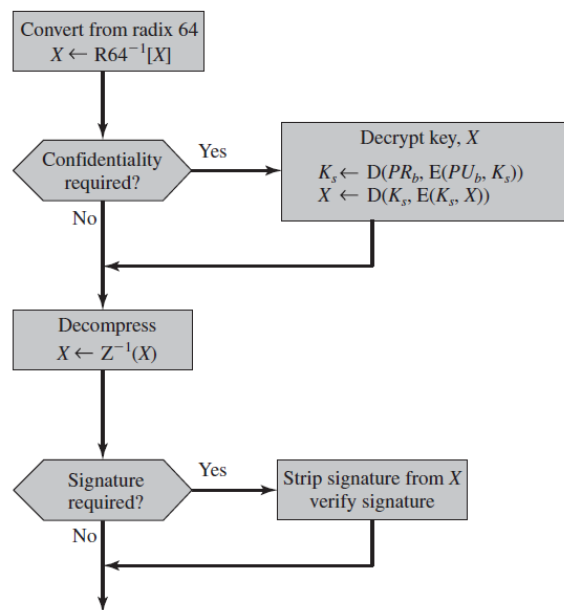 Convert from radix 64
X ← R64⁻¹[X]
Confidentiality
required?
Yes
Decrypt key, X
Kₛ ← D(PR_b, E(PU_b, Kₛ))
X ← D(Kₛ, E(Kₛ, X))
No
Decompress
X ← Z⁻¹(X)
Signature
required?
Yes
Strip signature from X
verify signature
No